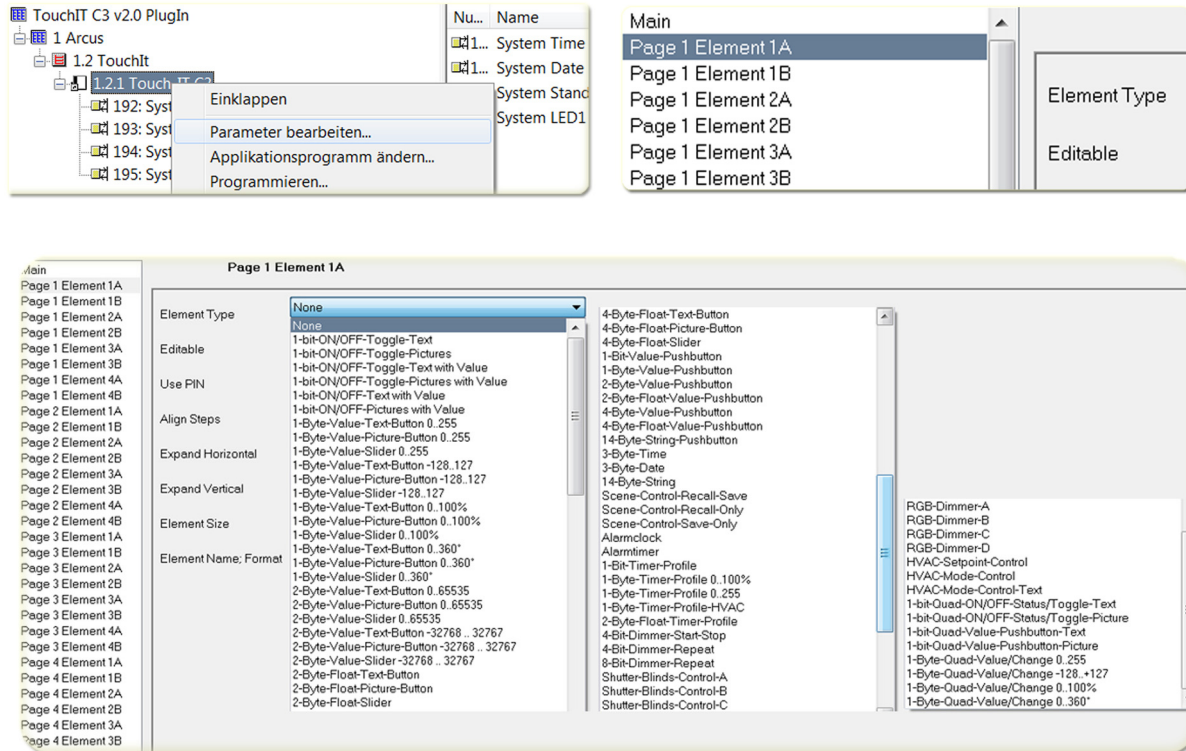 TouchIT C3 v2.0 PlugIn
1 Arcus
1.2 TouchIt
1.2.1 Touch-IT C3
192: Syst
193: Syst
194: Syst
195: Syst
Einklappen
Parameter bearbeiten...
Applikationsprogramm ändern...
Programmieren...
Nu... Name
1... System Time
1... System Date
System Stand
System LED1
Main
Page 1 Element 1A
Page 1 Element 1B
Page 1 Element 2A
Page 1 Element 2B
Page 1 Element 3A
Page 1 Element 3B
Element Type
Editable
Main
Page 1 Element 1A
Page 1 Element 1B
Page 1 Element 2A
Page 1 Element 2B
Page 1 Element 3A
Page 1 Element 3B
Page 1 Element 4A
Page 1 Element 4B
Page 2 Element 1A
Page 2 Element 1B
Page 2 Element 2A
Page 2 Element 2B
Page 2 Element 3A
Page 2 Element 3B
Page 2 Element 4A
Page 2 Element 4B
Page 3 Element 1A
Page 3 Element 1B
Page 3 Element 2A
Page 3 Element 2B
Page 3 Element 3A
Page 3 Element 3B
Page 3 Element 4A
Page 3 Element 4B
Page 4 Element 1A
Page 4 Element 1B
Page 4 Element 2A
Page 4 Element 2B
Page 4 Element 3A
Page 4 Element 3B
Page 1 Element 1A
Element Type
Editable
Use PIN
Align Steps
Expand Horizontal
Expand Vertical
Element Size
Element Name; Format
None
None
1-bit-ON/OFF-Toggle-Text
1-bit-ON/OFF-Toggle-Pictures
1-bit-ON/OFF-Toggle-Text with Value
1-bit-ON/OFF-Toggle-Pictures with Value
1-bit-ON/OFF-Text with Value
1-bit-ON/OFF-Pictures with Value
1-Byte-Value-Text-Button 0..255
1-Byte-Value-Picture-Button 0..255
1-Byte-Value-Slider 0..255
1-Byte-Value-Text-Button -128..127
1-Byte-Value-Picture-Button -128..127
1-Byte-Value-Slider -128..127
1-Byte-Value-Text-Button 0..100%
1-Byte-Value-Picture-Button 0..100%
1-Byte-Value-Slider 0..100%
1-Byte-Value-Text-Button 0..360°
1-Byte-Value-Picture-Button 0..360°
1-Byte-Value-Slider 0..360°
2-Byte-Value-Text-Button 0..65535
2-Byte-Value-Picture-Button 0..65535
2-Byte-Value-Slider 0..65535
2-Byte-Value-Text-Button -32768 .. 32767
2-Byte-Value-Picture-Button -32768 .. 32767
2-Byte-Value-Slider -32768 .. 32767
2-Byte-Float-Text-Button
2-Byte-Float-Picture-Button
2-Byte-Float-Slider
4-Byte-Float-Text-Button
4-Byte-Float-Picture-Button
4-Byte-Float-Slider
1-Bit-Value-Pushbutton
1-Byte-Value-Pushbutton
2-Byte-Value-Pushbutton
2-Byte-Float-Value-Pushbutton
4-Byte-Value-Pushbutton
4-Byte-Float-Value-Pushbutton
14-Byte-String-Pushbutton
3-Byte-Time
3-Byte-Date
14-Byte-String
Scene-Control-Recall-Save
Scene-Control-Recall-Only
Scene-Control-Save-Only
Alarmclock
Alarmtimer
1-Bit-Timer-Profile
1-Byte-Timer-Profile 0..100%
1-Byte-Timer-Profile 0..255
1-Byte-Timer-Profile-HVAC
2-Byte-Float-Timer-Profile
4-Bit-Dimmer-Start-Stop
4-Bit-Dimmer-Repeat
8-Bit-Dimmer-Repeat
Shutter-Blinds-Control-A
Shutter-Blinds-Control-B
Shutter-Blinds-Control-C
RGB-Dimmer-A
RGB-Dimmer-B
RGB-Dimmer-C
RGB-Dimmer-D
HVAC-Setpoint-Control
HVAC-Mode-Control
HVAC-Mode-Control-Text
1-bit-Quad-ON/OFF-Status/Toggle-Text
1-bit-Quad-ON/OFF-Status/Toggle-Picture
1-bit-Quad-Value-Pushbutton-Text
1-bit-Quad-Value-Pushbutton-Picture
1-Byte-Quad-Value/Change 0..255
1-Byte-Quad-Value/Change -128..+127
1-Byte-Quad-Value/Change 0..100%
1-Byte-Quad-Value/Change 0..360°